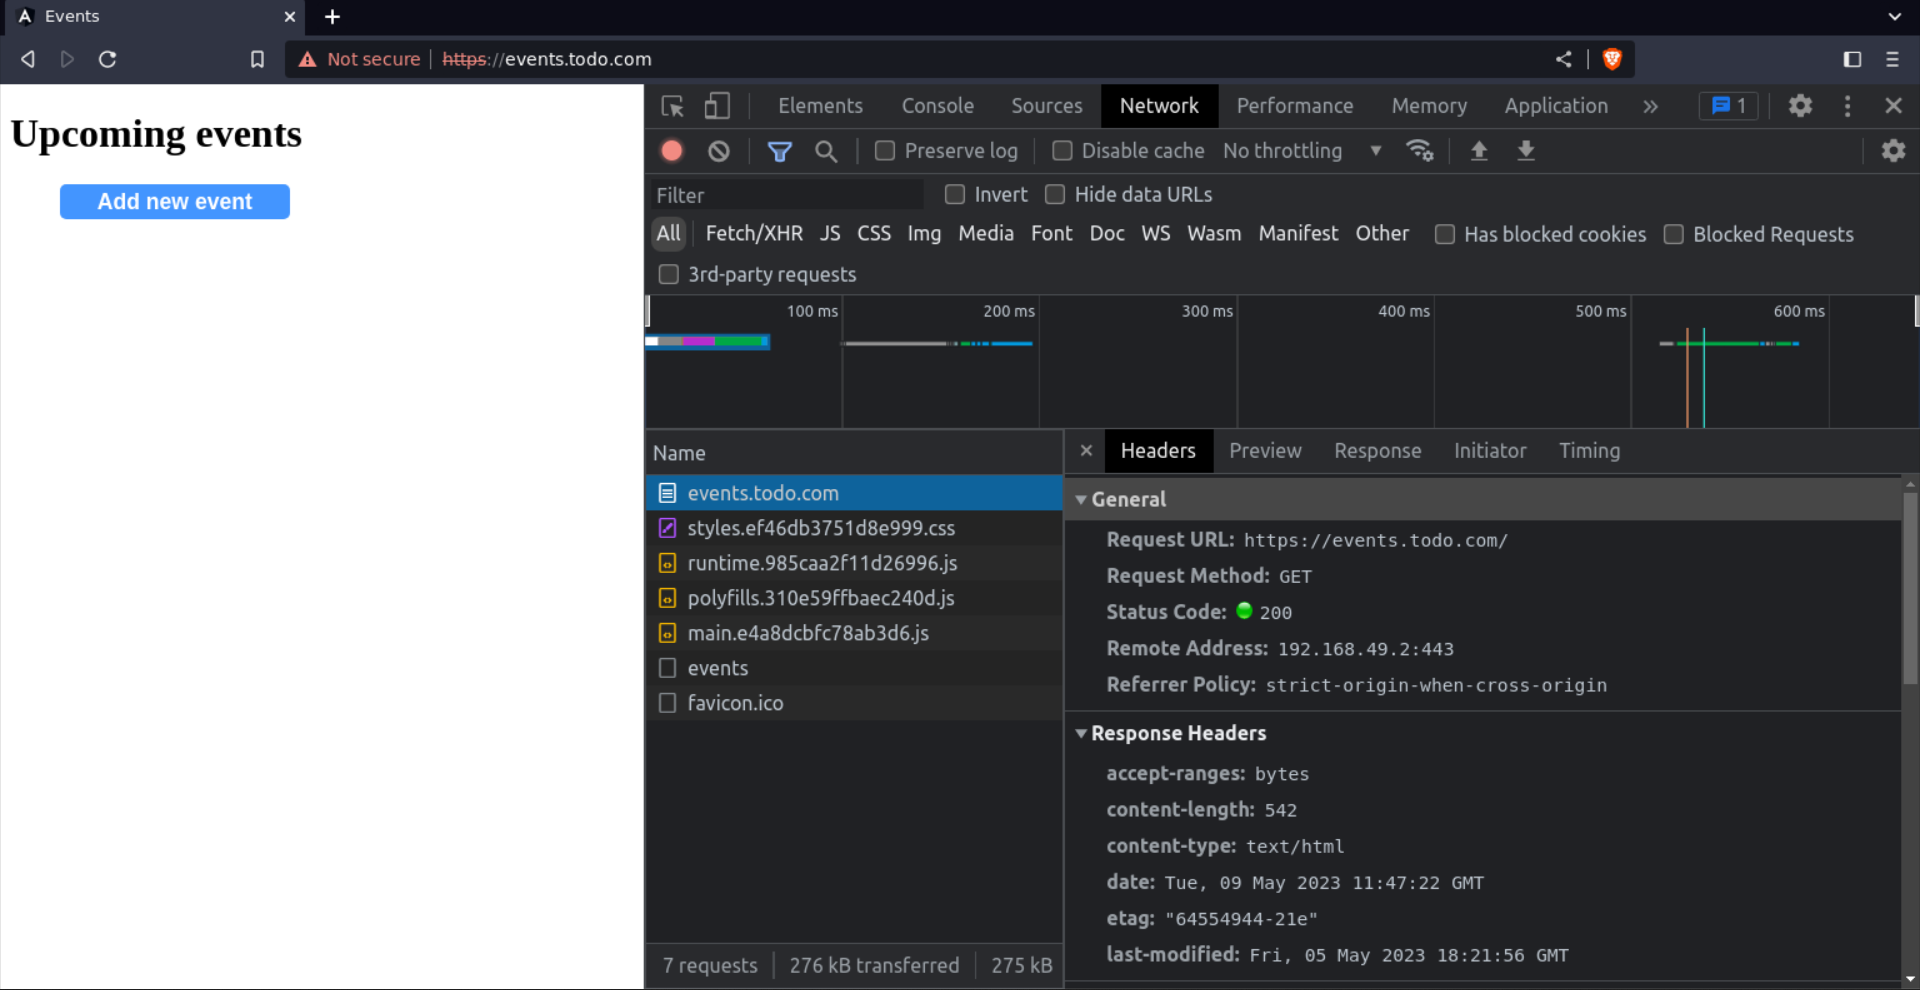 Events
Not secure https://events.todo.com
Upcoming events
Add new event
Elements Console Sources Network Performance Memory Application » 1
Preserve log Disable cache No throttling
Filter Invert Hide data URLs
All Fetch/XHR JS CSS Img Media Font Doc WS Wasm Manifest Other Has blocked cookies Blocked Requests
3rd-party requests
100 ms 200 ms 300 ms 400 ms 500 ms 600 ms
Name
events.todo.com
styles.ef46db3751d8e999.css
runtime.985caa2f11d26996.js
polyfills.310e59ffbaec240d.js
main.e4a8dcbfc78ab3d6.js
events
favicon.ico
7 requests 276 kB transferred 275 kB
Headers Preview Response Initiator Timing
General
Request URL: https://events.todo.com/
Request Method: GET
Status Code: 200
Remote Address: 192.168.49.2:443
Referrer Policy: strict-origin-when-cross-origin
Response Headers
accept-ranges: bytes
content-length: 542
content-type: text/html
date: Tue, 09 May 2023 11:47:22 GMT
etag: "64554944-21e"
last-modified: Fri, 05 May 2023 18:21:56 GMT